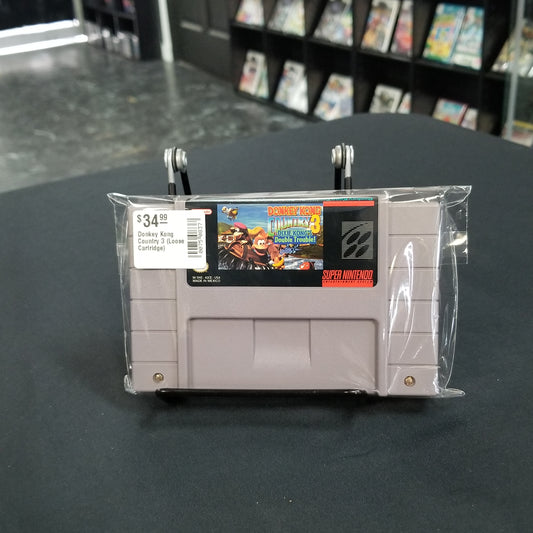 $34.99
Donkey Kong
Country 3 (Loose
Cartridge)
DONKEY KONG
COUNTRY 3
DIXIE KONG'S
Double Trouble!
SUPER NINTENDO
MADE IN MEXICO